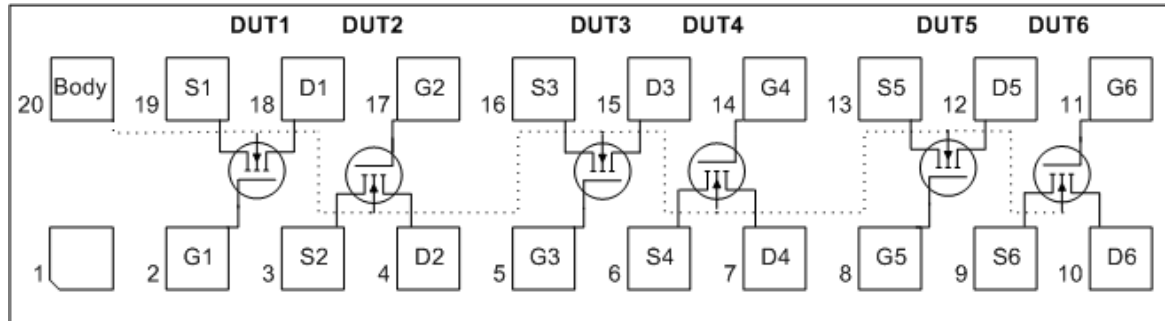 DUT1 DUT2 DUT3 DUT4 DUT5 DUT6
Body S1 D1 G2 S3 D3 G4 S5 D5 G6
20 19 18 17 16 15 14 13 12 11
G1 S2 D2 G3 S4 D4 G5 S6 D6
1 2 3 4 5 6 7 8 9 10